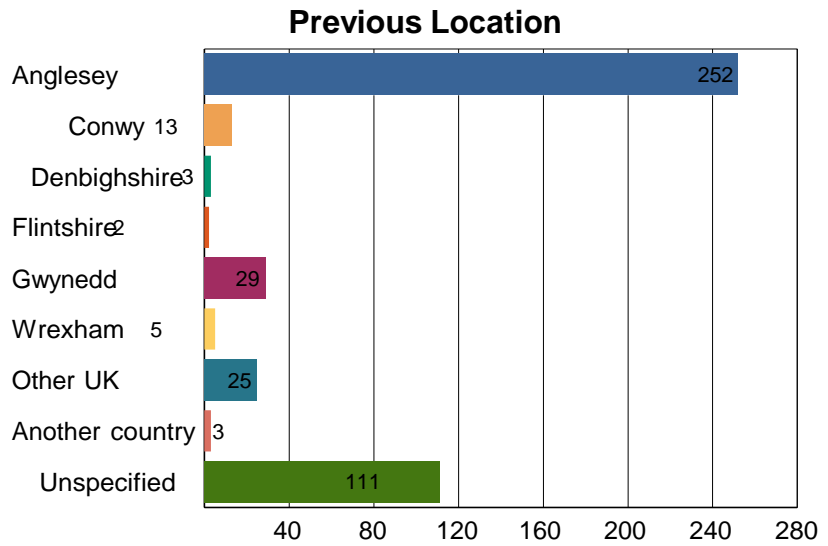 Previous Location
Anglesey 252
Conwy 13
Denbighshire 3
Flintshire 2
Gwynedd 29
Wrexham 5
Other UK 25
Another country 3
Unspecified 111
40 80 120 160 200 240 280